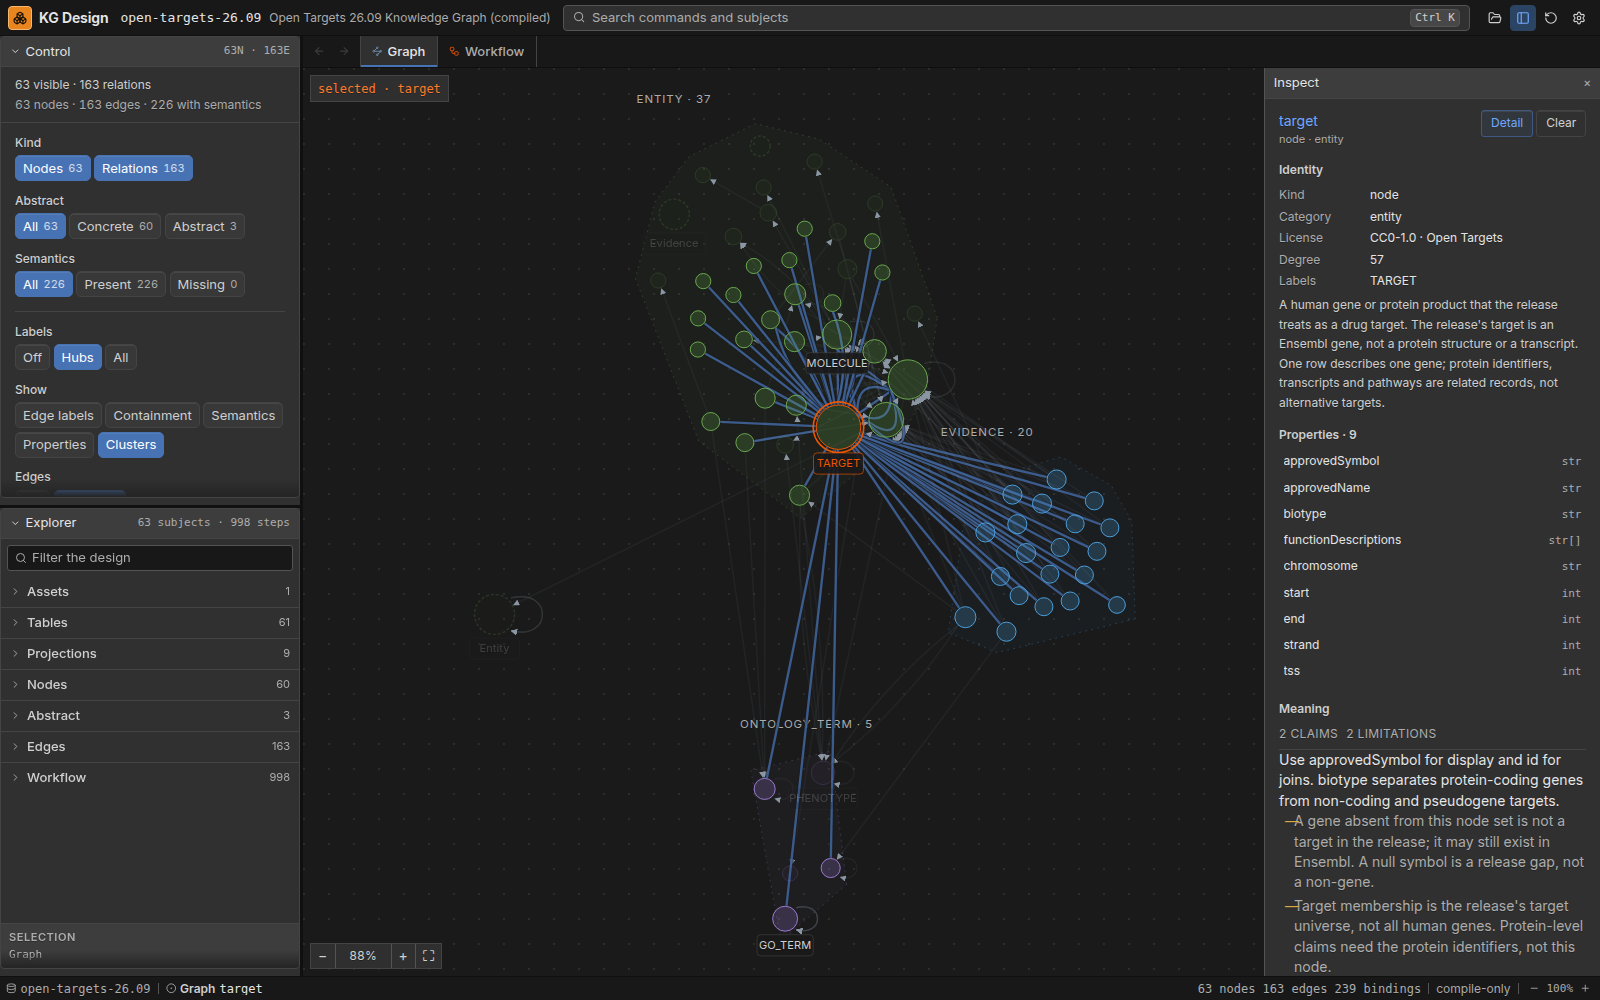 KG Design open-targets-26.09 Open Targets 26.09 Knowledge Graph (compiled)
Search commands and subjects
Ctrl K
Control
63N · 163E
63 visible · 163 relations
63 nodes · 163 edges · 226 with semantics
Kind
Nodes 63
Relations 163
Abstract
All 63
Concrete 60
Abstract 3
Semantics
All 226
Present 226
Missing 0
Labels
Off
Hubs
All
Show
Edge labels
Containment
Semantics
Properties
Clusters
Edges
Explorer
63 subjects · 998 steps
Filter the design
Assets 1
Tables 61
Projections 9
Nodes 60
Abstract 3
Edges 163
Workflow 998
SELECTION
Graph
Graph
Workflow
selected · target
ENTITY · 37
Evidence
MOLECULE
TARGET
EVIDENCE · 20
Entity
ONTOLOGY_TERM · 5
PHENOTYPE
GO_TERM
− 88% +
Inspect
×
target
node · entity
Detail
Clear
Identity
Kind node
Category entity
License CC0-1.0 · Open Targets
Degree 57
Labels TARGET
A human gene or protein product that the release
treats as a drug target. The release's target is an
Ensembl gene, not a protein structure or a transcript.
One row describes one gene; protein identifiers,
transcripts and pathways are related records, not
alternative targets.
Properties · 9
approvedSymbol str
approvedName str
biotype str
functionDescriptions str[]
chromosome str
start int
end int
strand int
tss int
Meaning
2 CLAIMS 2 LIMITATIONS
Use approvedSymbol for display and id for
joins. biotype separates protein-coding genes
from non-coding and pseudogene targets.
—A gene absent from this node set is not a
target in the release; it may still exist in
Ensembl. A null symbol is a release gap, not
a non-gene.
—Target membership is the release's target
universe, not all human genes. Protein-level
claims need the protein identifiers, not this
node.
open-targets-26.09
Graph target
63 nodes 163 edges 239 bindings
compile-only
− 100% +